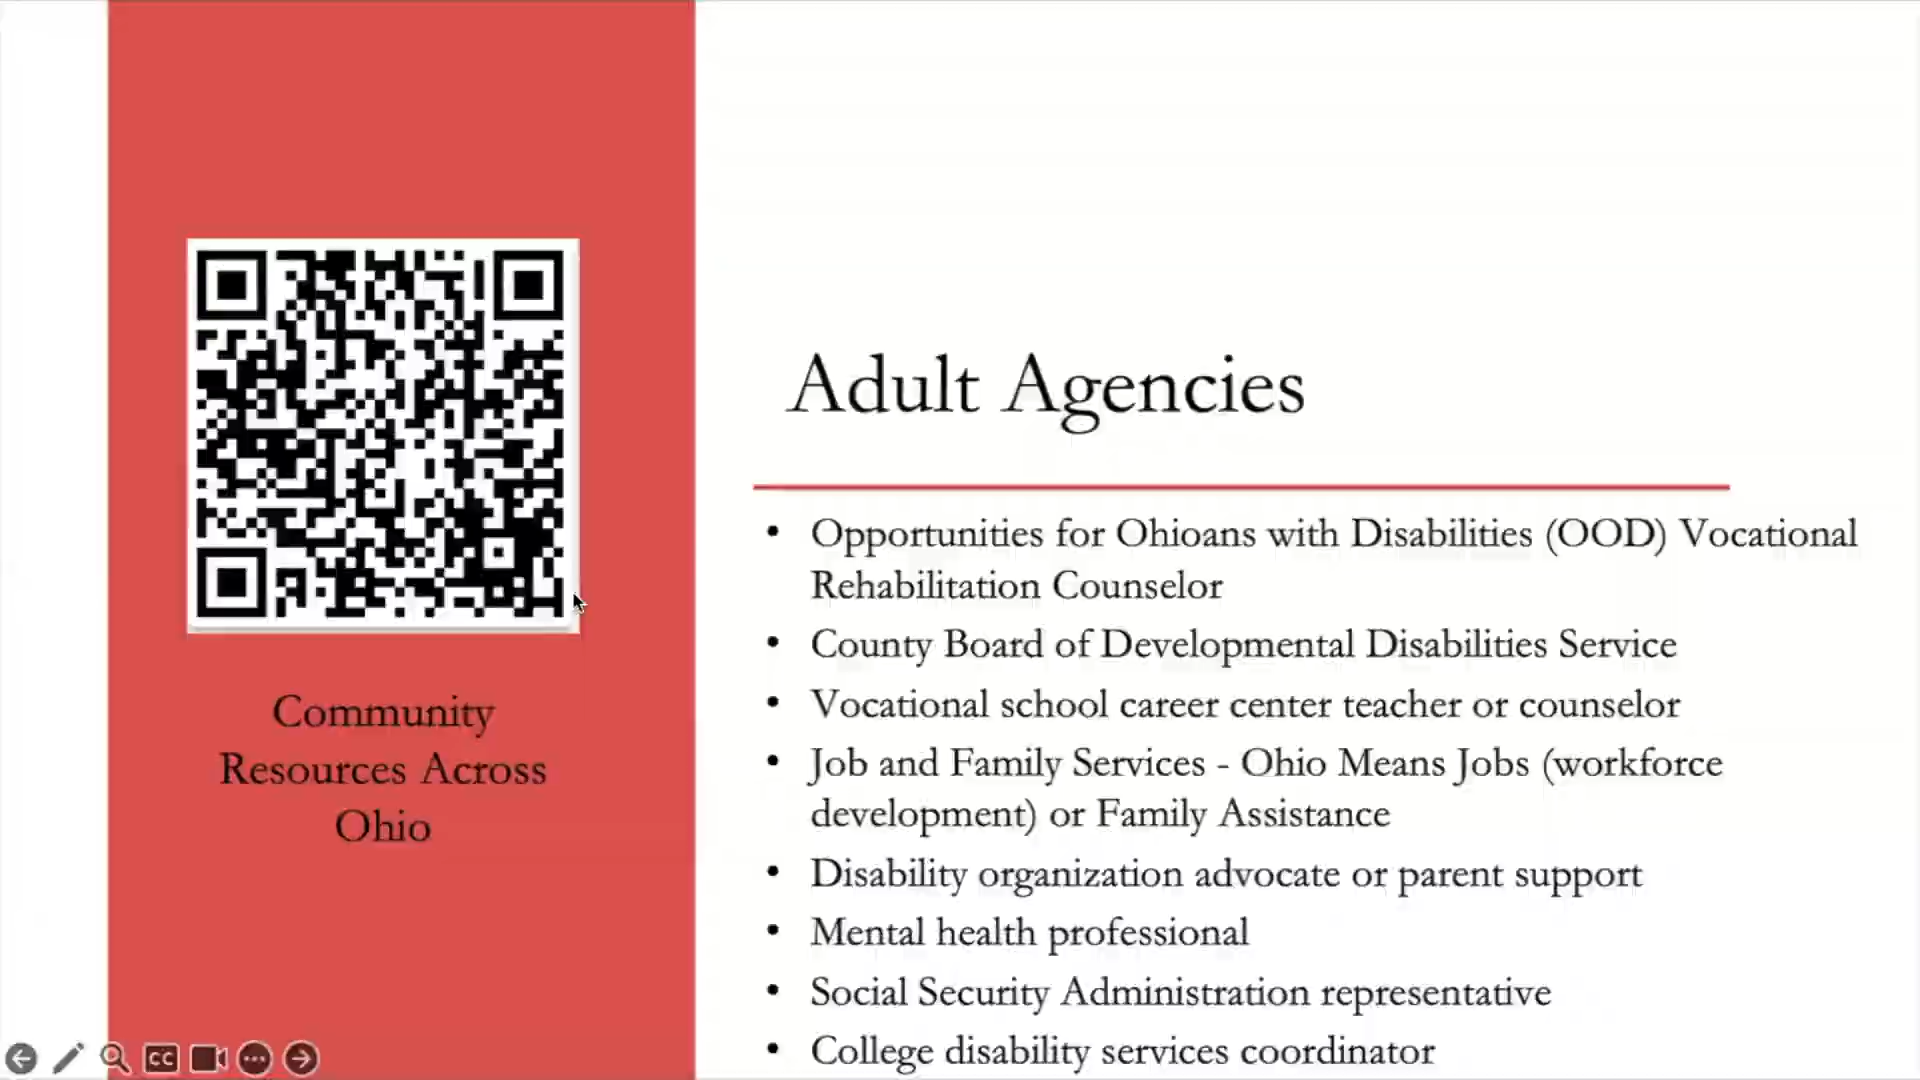 Community
Resources Across
Ohio
Adult Agencies
• Opportunities for Ohioans with Disabilities (OOD) Vocational
Rehabilitation Counselor
• County Board of Developmental Disabilities Service
• Vocational school career center teacher or counselor
• Job and Family Services - Ohio Means Jobs (workforce
development) or Family Assistance
• Disability organization advocate or parent support
• Mental health professional
• Social Security Administration representative
• College disability services coordinator
CC